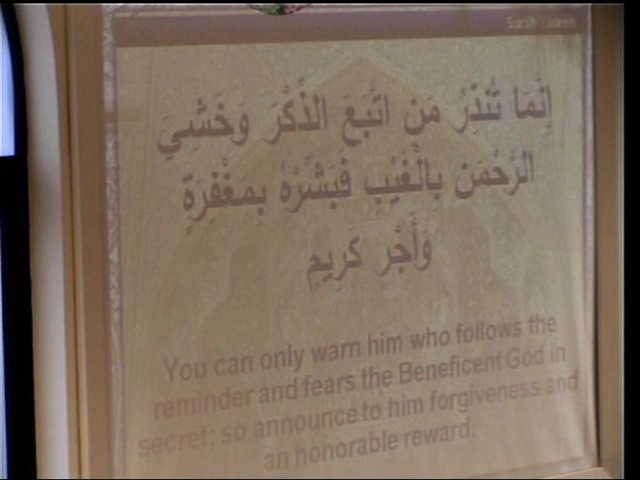 Surah Yaseen
إِنَّمَا تُنذِرُ مَنِ اتَّبَعَ الذِّكْرَ وَخَشِيَ
الرَّحْمَن بِالْغَيْبِ فَبَشِّرْهُ بِمَغْفِرَةٍ
وَأَجْرٍ كَرِيمٍ
You can only warn him who follows the
reminder and fears the Beneficent God in
secret; so announce to him forgiveness and
an honorable reward.